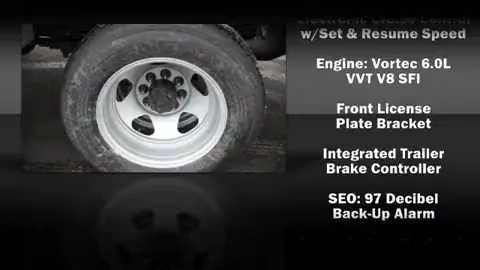 w/Set & Resume Speed
Engine: Vortec 6.0L
VVT V8 SFI
Front License
Plate Bracket
Integrated Trailer
Brake Controller
SEO: 97 Decibel
Back-Up Alarm